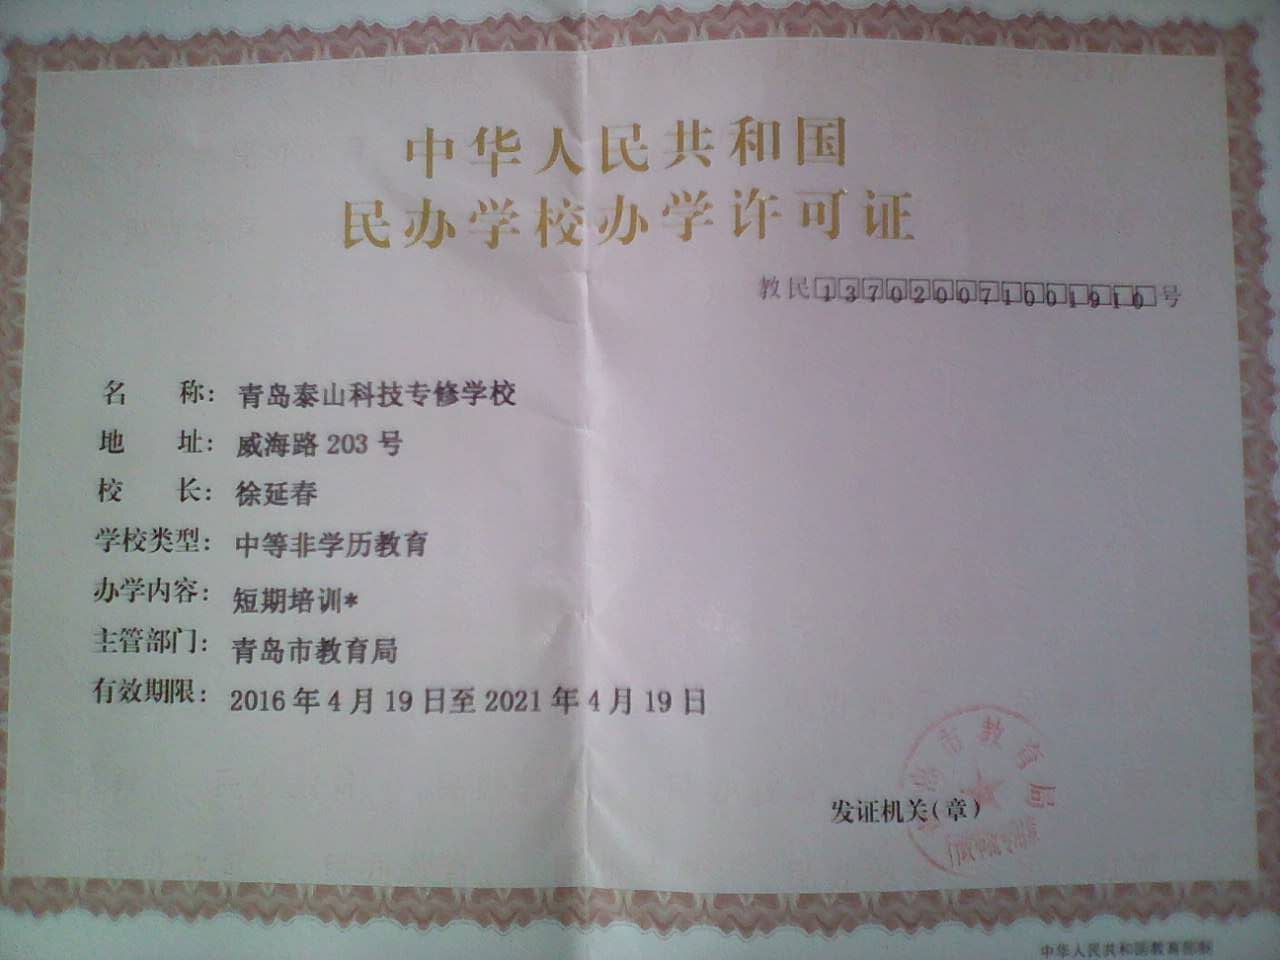 中华人民共和国
民办学校办学许可证
教民137020071001910号
名 称：青岛泰山科技专修学校
地 址：威海路203号
校 长：徐延春
学校类型：中等非学历教育
办学内容：短期培训*
主管部门：青岛市教育局
有效期限：2016年4月19日至2021年4月19日
青岛市教育局
发证机关（章）
中华人民共和国教育部制